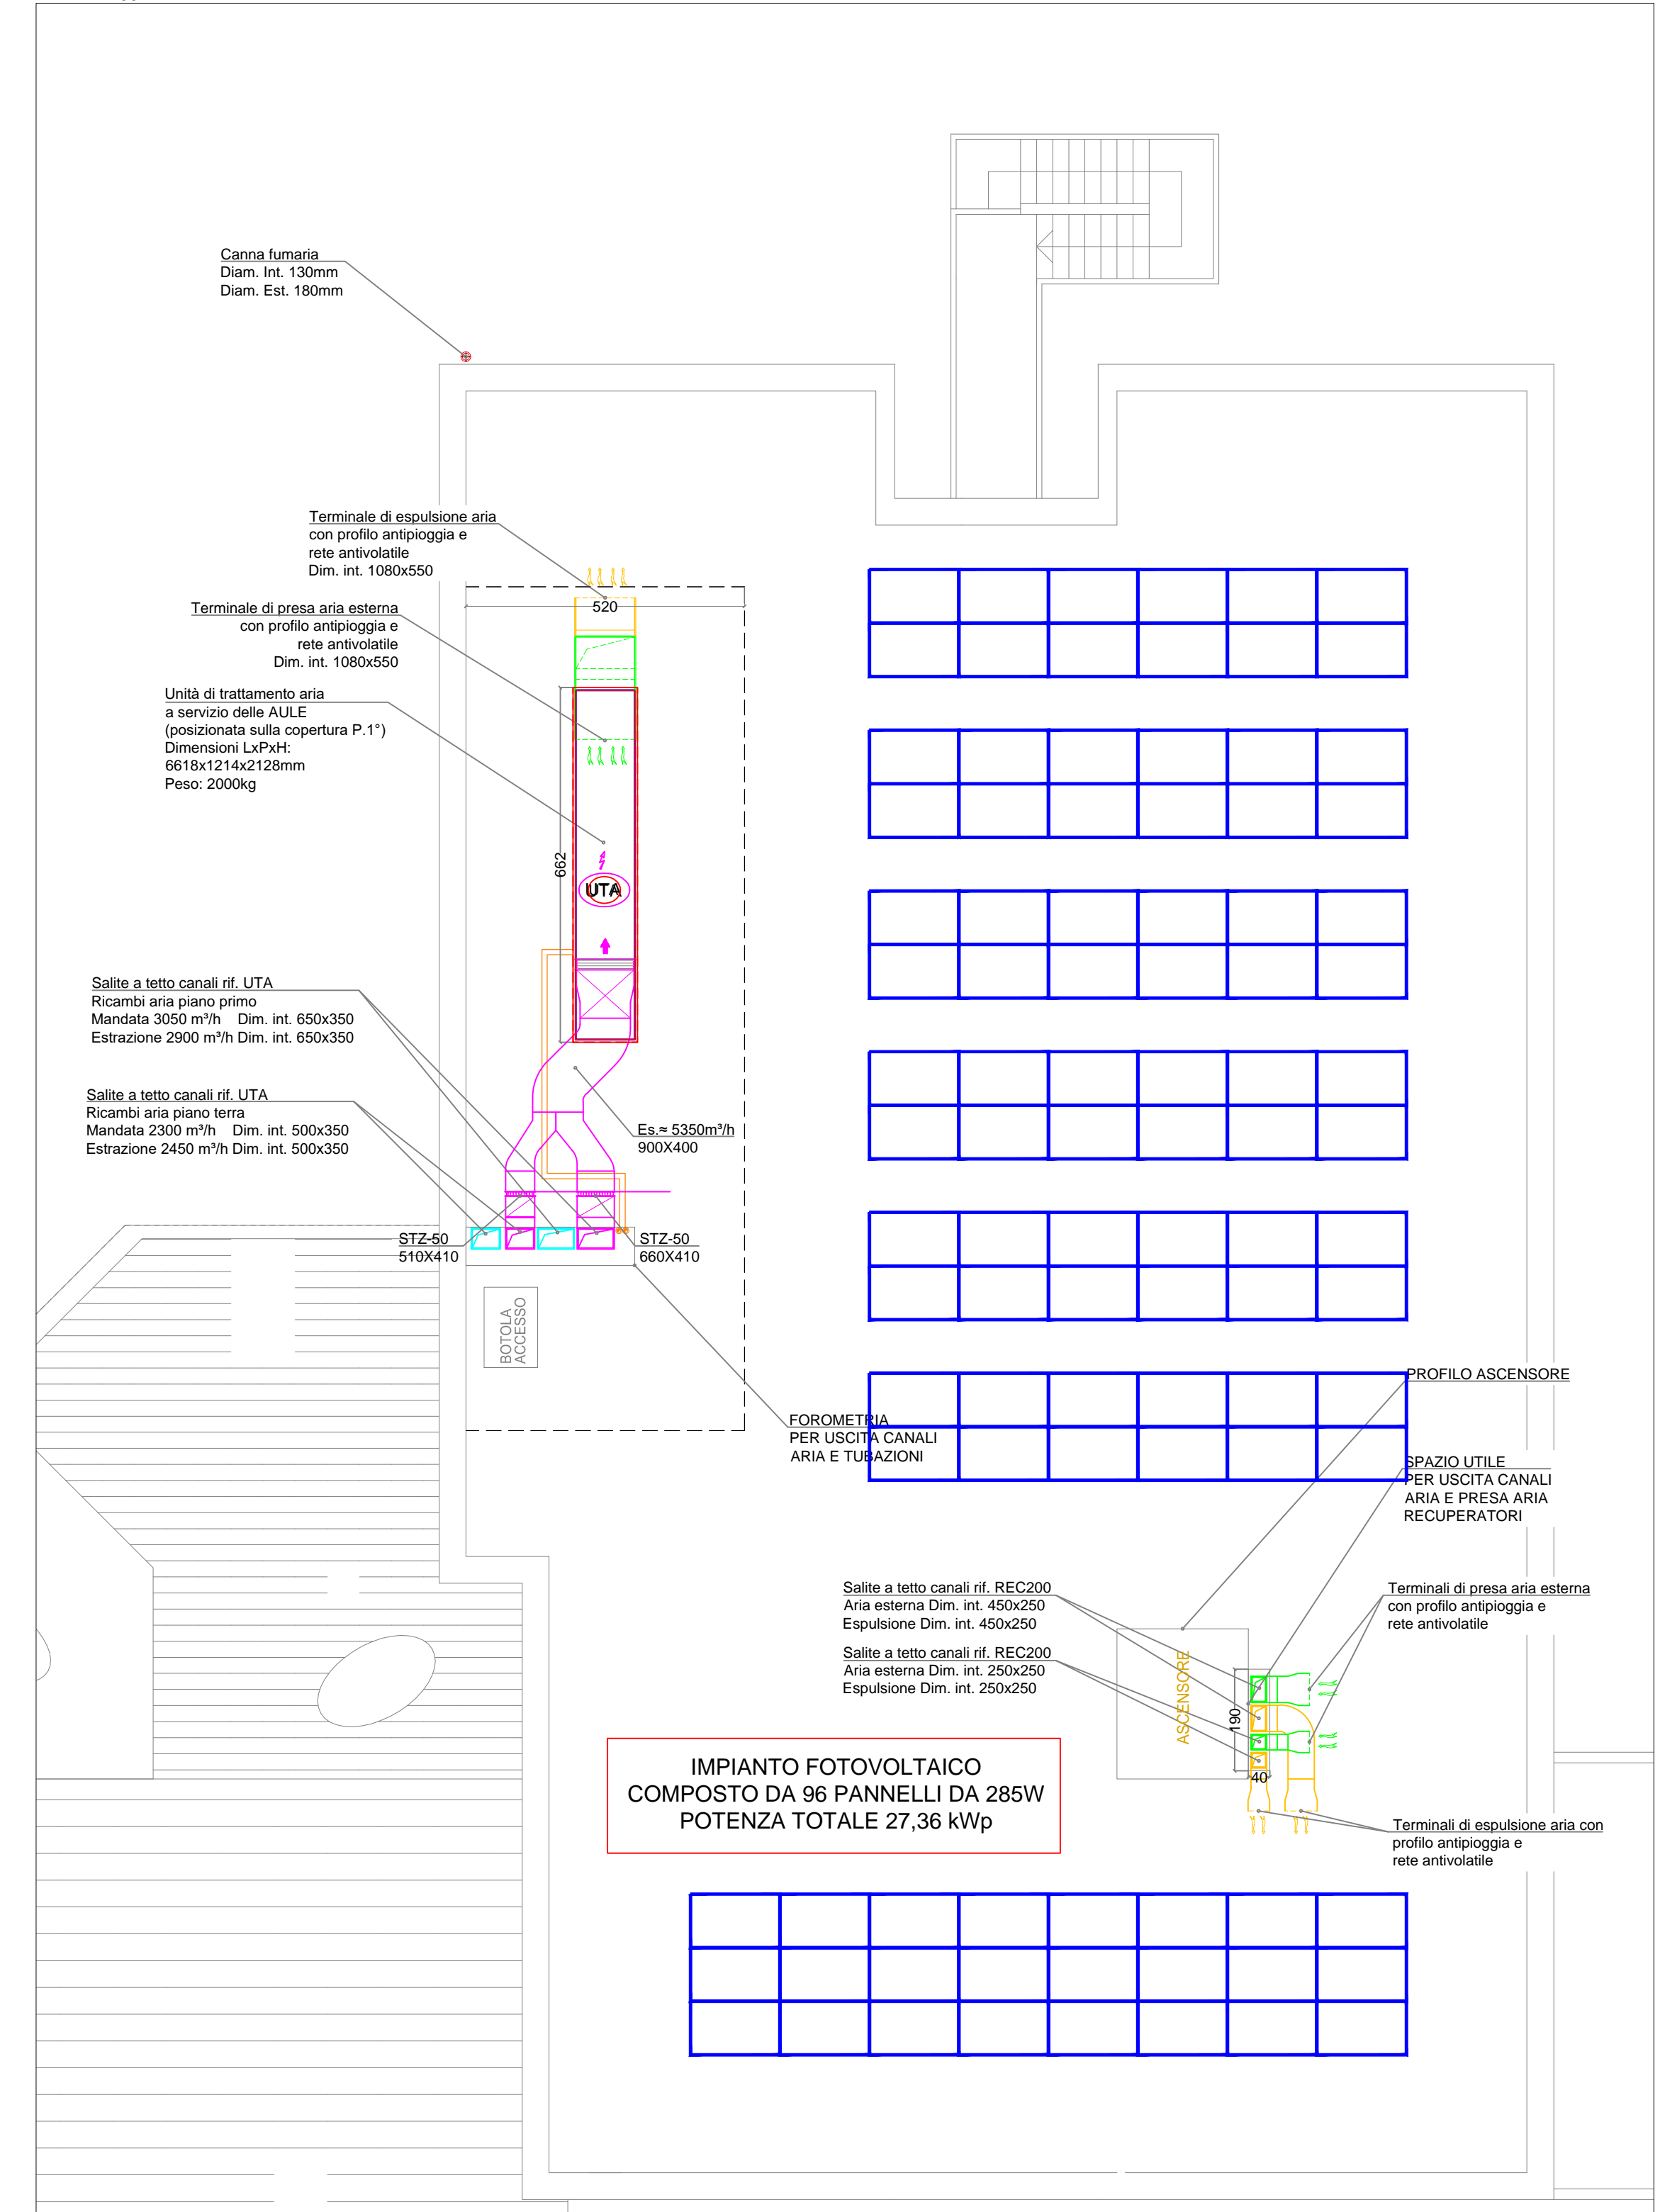 Canna fumaria
Diam. Int. 130mm
Diam. Est. 180mm
Terminale di espulsione aria
con profilo antipioggia e
rete antivolatile
Dim. int. 1080x550
520
Terminale di presa aria esterna
con profilo antipioggia e
rete antivolatile
Dim. int. 1080x550
Unità di trattamento aria
a servizio delle AULE
(posizionata sulla copertura P.1°)
Dimensioni LxPxH:
6618x1214x2128mm
Peso: 2000kg
662
UTA
Salite a tetto canali rif. UTA
Ricambi aria piano primo
Mandata 3050 m³/h Dim. int. 650x350
Estrazione 2900 m³/h Dim. int. 650x350
Salite a tetto canali rif. UTA
Ricambi aria piano terra
Mandata 2300 m³/h Dim. int. 500x350
Estrazione 2450 m³/h Dim. int. 500x350
Es.≈ 5350m³/h
900X400
STZ-50
510X410
STZ-50
660X410
BOTOLA
ACCESSO
PROFILO ASCENSORE
FOROMETRIA
PER USCITA CANALI
ARIA E TUBAZIONI
SPAZIO UTILE
PER USCITA CANALI
ARIA E PRESA ARIA
RECUPERATORI
Salite a tetto canali rif. REC200
Aria esterna Dim. int. 450x250
Espulsione Dim. int. 450x250
Terminali di presa aria esterna
con profilo antipioggia e
rete antivolatile
Salite a tetto canali rif. REC200
Aria esterna Dim. int. 250x250
Espulsione Dim. int. 250x250
ASCENSORE
190
40
IMPIANTO FOTOVOLTAICO
COMPOSTO DA 96 PANNELLI DA 285W
POTENZA TOTALE 27,36 kWp
Terminali di espulsione aria con
profilo antipioggia e
rete antivolatile